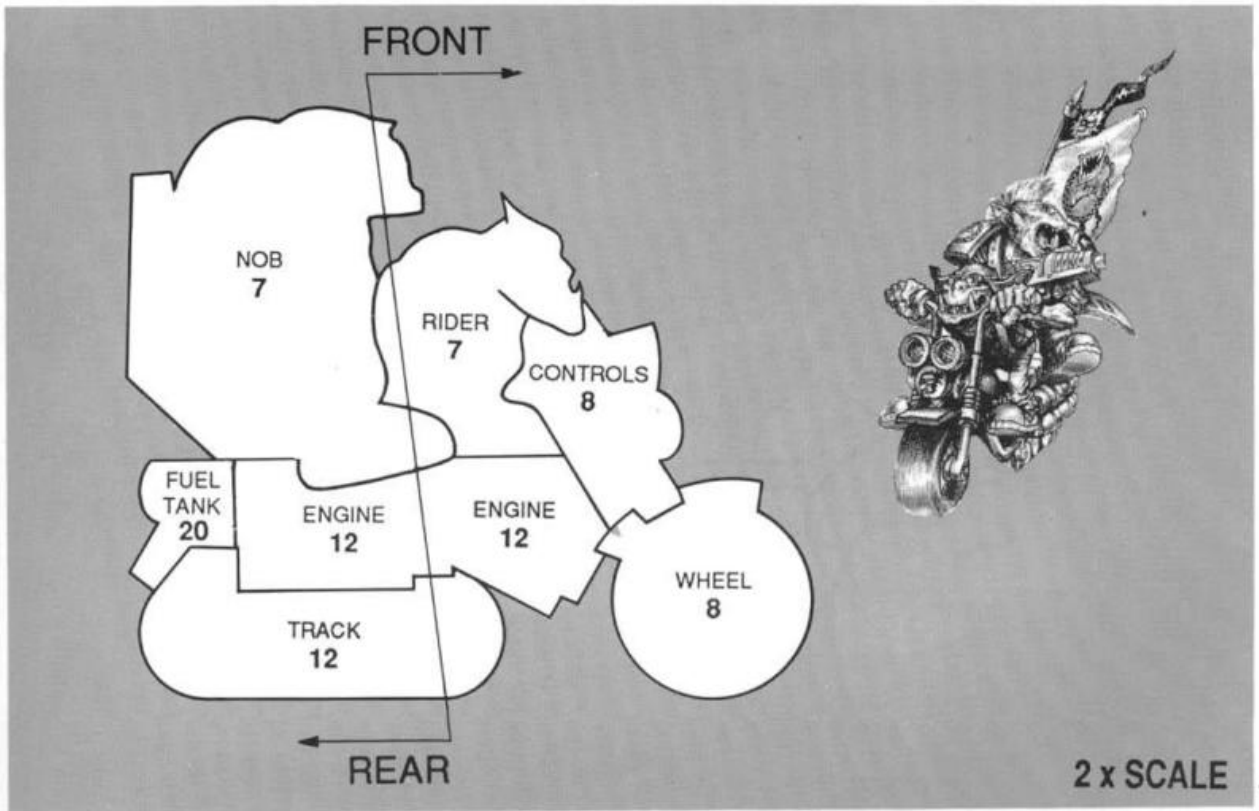 FRONT
NOB
7
RIDER
7
CONTROLS
8
FUEL
TANK
20
ENGINE
12
ENGINE
12
WHEEL
8
TRACK
12
REAR
2 x SCALE